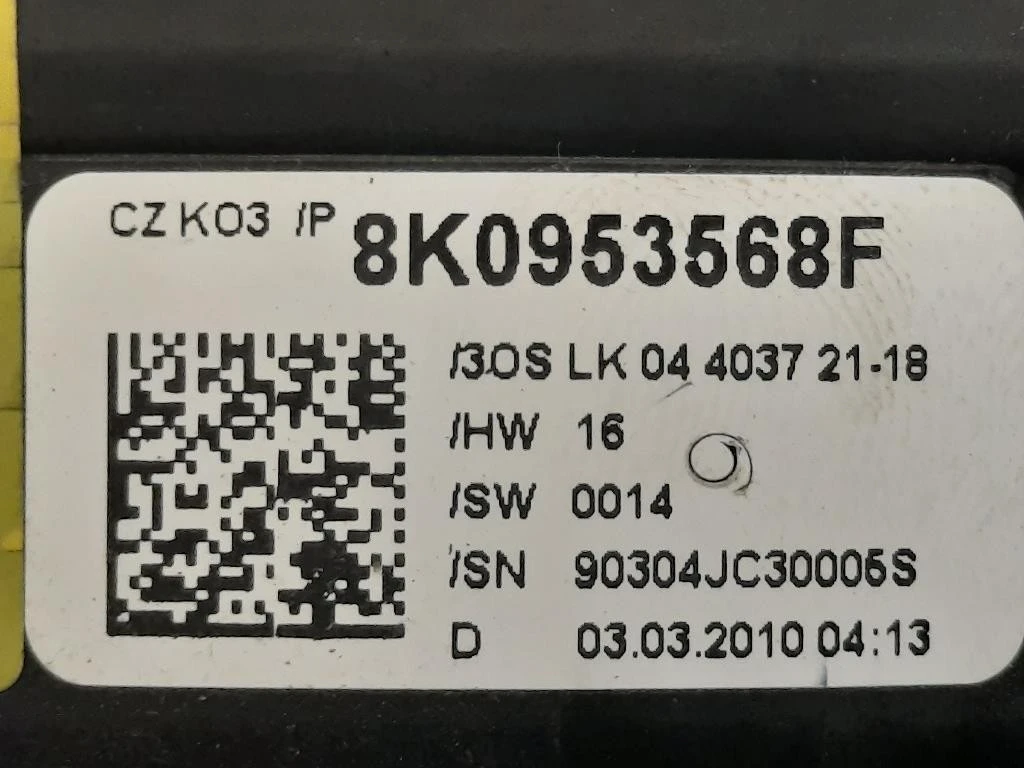 CZ K03 /P 8K0953568F
/3OS LK 04 4037 21-18
/HW 16
/SW 0014
/SN 90304JC30005S
D 03.03.2010 04:13